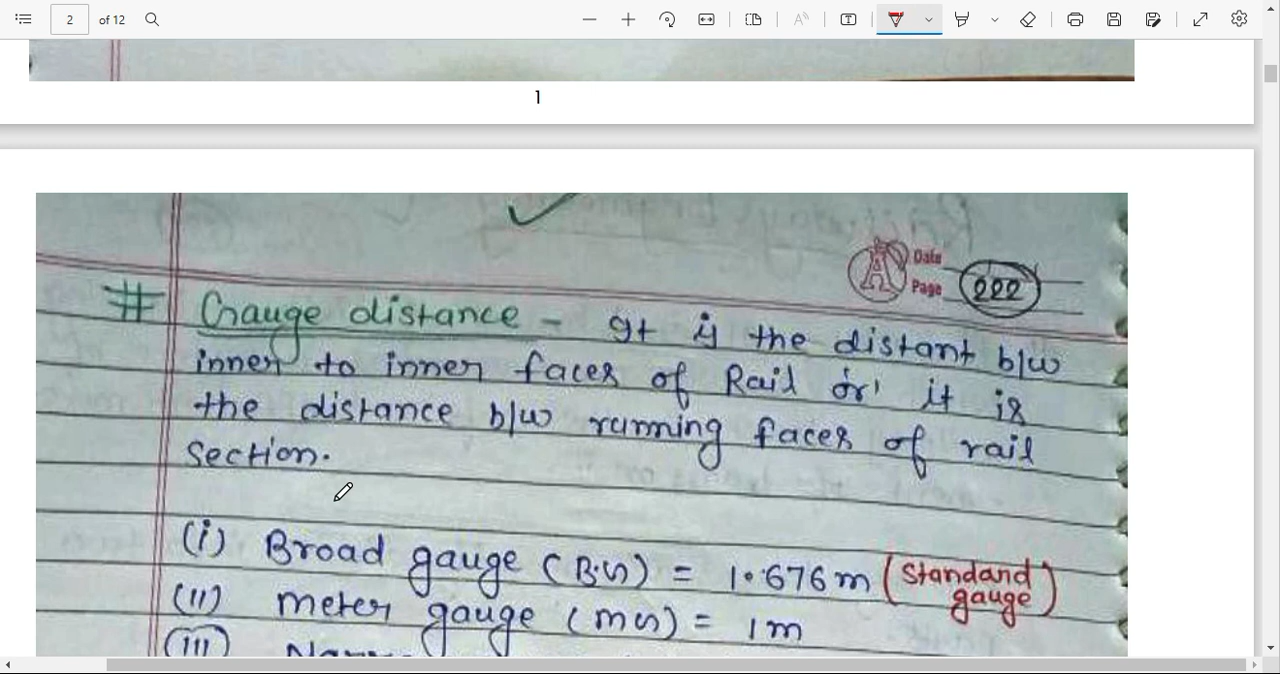 2 of 12
1
Date
Page 222
# Gauge distance - It is the distant b/w
inner to inner faces of Rail 'or' it is
the distance b/w running faces of rail
section.
(i) Broad gauge (B.G) = 1.676m (Standard gauge)
(ii) meter gauge (mG) = 1m
(iii)